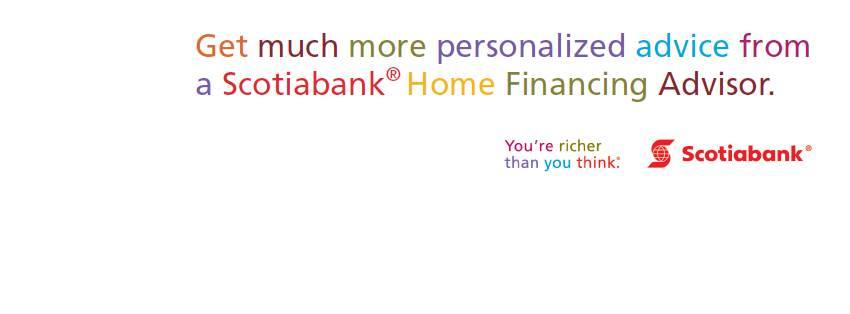 Get much more personalized advice from
a Scotiabank® Home Financing Advisor.
You're richer
than you think.®
Scotiabank®